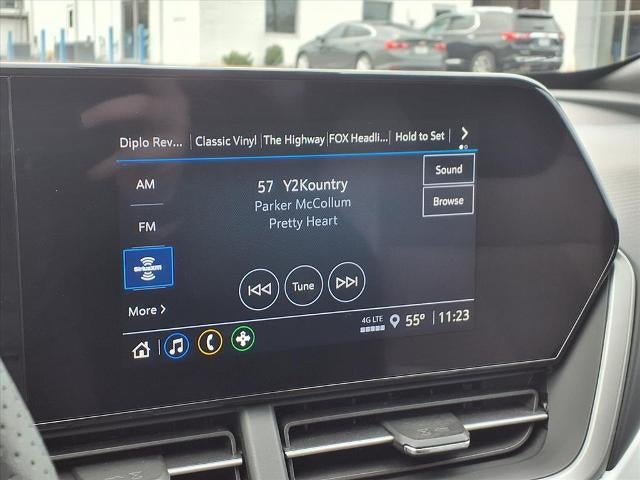 Diplo Rev... Classic Vinyl The Highway FOX Headli... Hold to Set
AM
57 Y2Kountry
Sound
Parker McCollum
Browse
Pretty Heart
FM
SiriusXM
Tune
More
4G LTE 55° 11:23